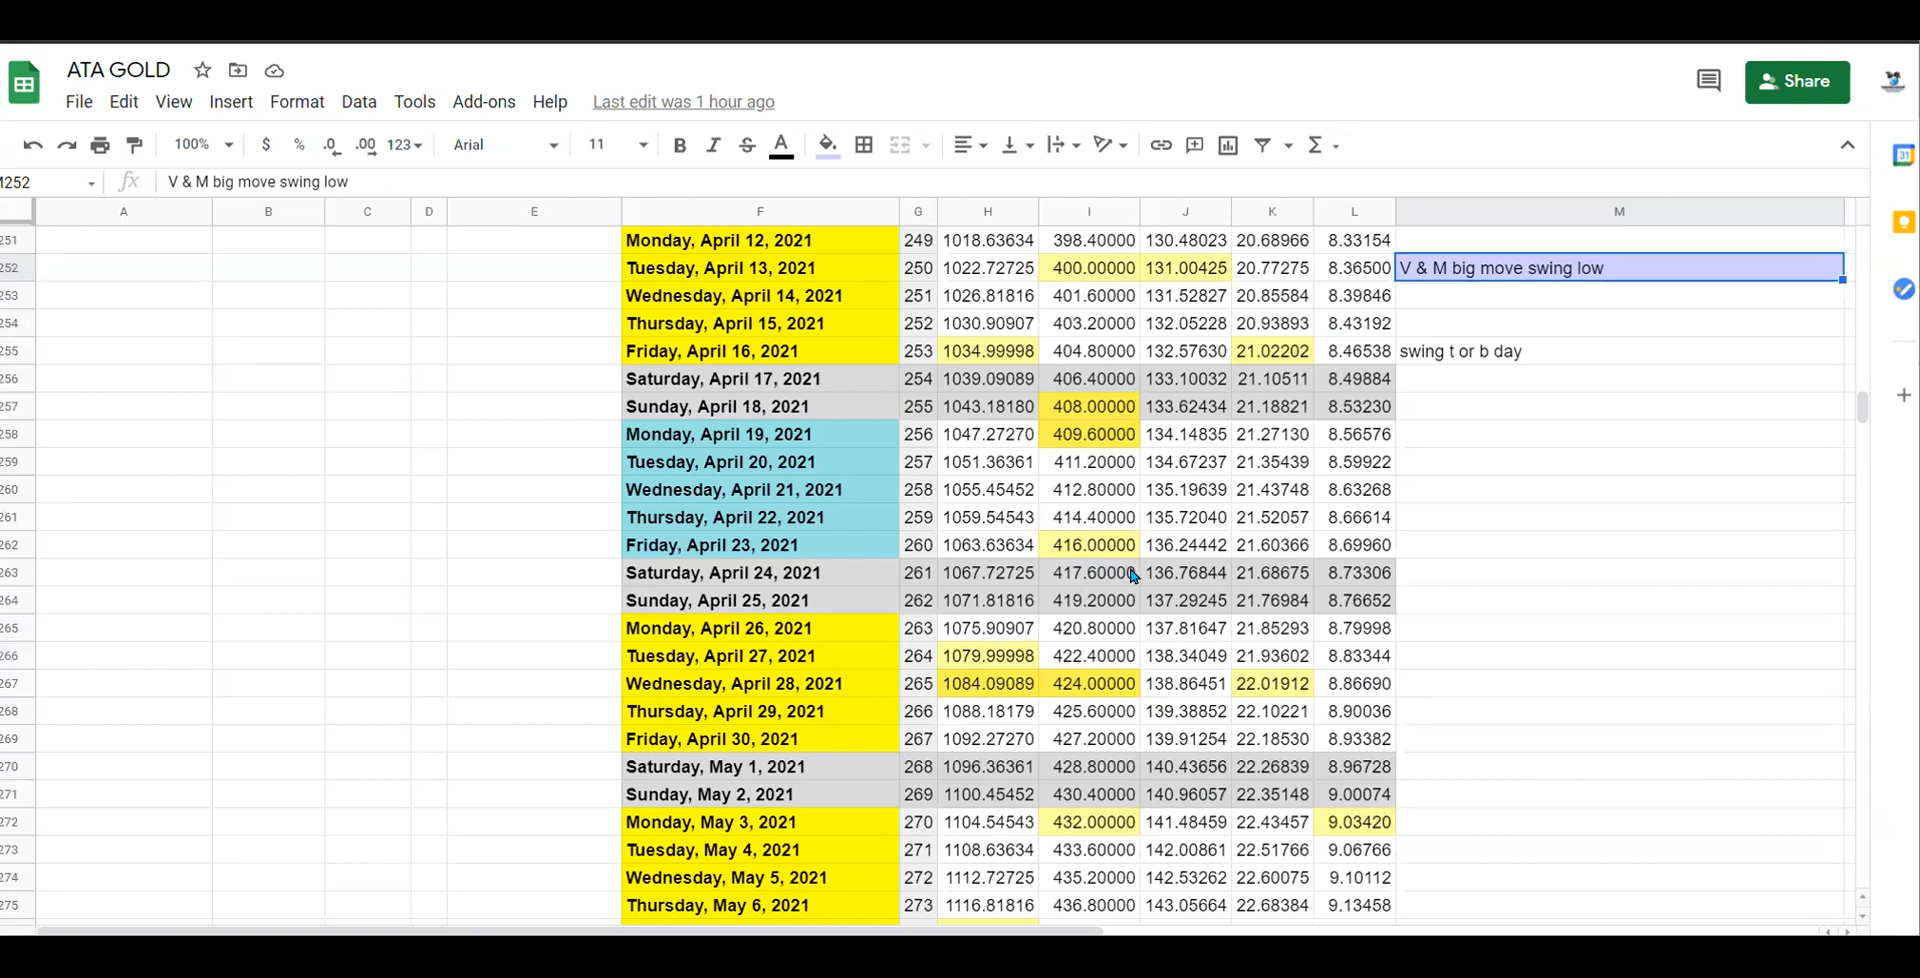 ATA GOLD
Share
File Edit View Insert Format Data Tools Add-ons Help Last edit was 1 hour ago
100% $ % .0 .00 123 Arial 11 B I S A
fx V & M big move swing low
A B C D E F G H I J K L M
251 Monday, April 12, 2021 249 1018.63634 398.40000 130.48023 20.68966 8.33154
252 Tuesday, April 13, 2021 250 1022.72725 400.00000 131.00425 20.77275 8.36500 V & M big move swing low
253 Wednesday, April 14, 2021 251 1026.81816 401.60000 131.52827 20.85584 8.39846
254 Thursday, April 15, 2021 252 1030.90907 403.20000 132.05228 20.93893 8.43192
255 Friday, April 16, 2021 253 1034.99998 404.80000 132.57630 21.02202 8.46538 swing t or b day
256 Saturday, April 17, 2021 254 1039.09089 406.40000 133.10032 21.10511 8.49884
257 Sunday, April 18, 2021 255 1043.18180 408.00000 133.62434 21.18821 8.53230
258 Monday, April 19, 2021 256 1047.27270 409.60000 134.14835 21.27130 8.56576
259 Tuesday, April 20, 2021 257 1051.36361 411.20000 134.67237 21.35439 8.59922
260 Wednesday, April 21, 2021 258 1055.45452 412.80000 135.19639 21.43748 8.63268
261 Thursday, April 22, 2021 259 1059.54543 414.40000 135.72040 21.52057 8.66614
262 Friday, April 23, 2021 260 1063.63634 416.00000 136.24442 21.60366 8.69960
263 Saturday, April 24, 2021 261 1067.72725 417.60000 136.76844 21.68675 8.73306
264 Sunday, April 25, 2021 262 1071.81816 419.20000 137.29245 21.76984 8.76652
265 Monday, April 26, 2021 263 1075.90907 420.80000 137.81647 21.85293 8.79998
266 Tuesday, April 27, 2021 264 1079.99998 422.40000 138.34049 21.93602 8.83344
267 Wednesday, April 28, 2021 265 1084.09089 424.00000 138.86451 22.01912 8.86690
268 Thursday, April 29, 2021 266 1088.18179 425.60000 139.38852 22.10221 8.90036
269 Friday, April 30, 2021 267 1092.27270 427.20000 139.91254 22.18530 8.93382
270 Saturday, May 1, 2021 268 1096.36361 428.80000 140.43656 22.26839 8.96728
271 Sunday, May 2, 2021 269 1100.45452 430.40000 140.96057 22.35148 9.00074
272 Monday, May 3, 2021 270 1104.54543 432.00000 141.48459 22.43457 9.03420
273 Tuesday, May 4, 2021 271 1108.63634 433.60000 142.00861 22.51766 9.06766
274 Wednesday, May 5, 2021 272 1112.72725 435.20000 142.53262 22.60075 9.10112
275 Thursday, May 6, 2021 273 1116.81816 436.80000 143.05664 22.68384 9.13458